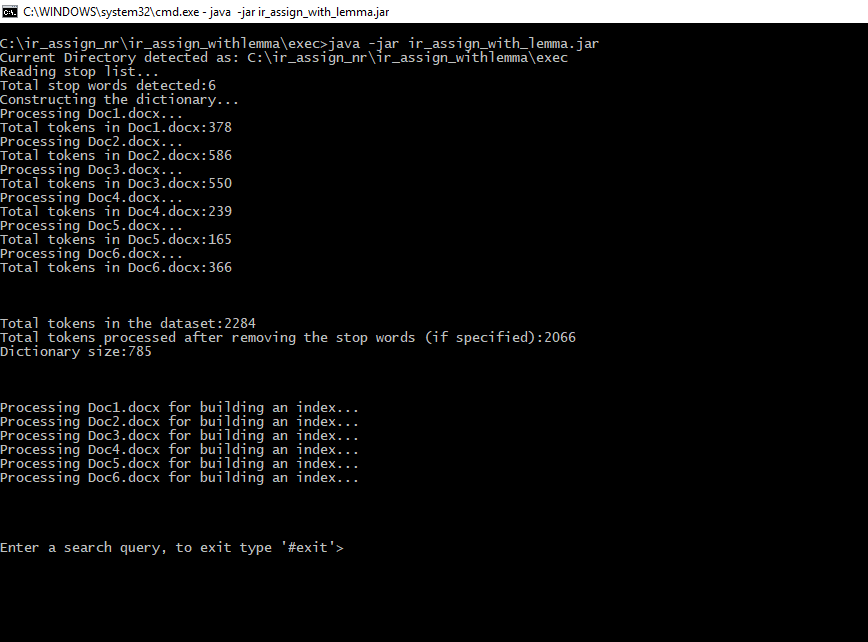 C:\WINDOWS\system32\cmd.exe - java -jar ir_assign_with_lemma.jar
C:\ir_assign_nr\ir_assign_withlemma\exec>java -jar ir_assign_with_lemma.jar
Current Directory detected as: C:\ir_assign_nr\ir_assign_withlemma\exec
Reading stop list...
Total stop words detected:6
Constructing the dictionary...
Processing Doc1.docx...
Total tokens in Doc1.docx:378
Processing Doc2.docx...
Total tokens in Doc2.docx:586
Processing Doc3.docx...
Total tokens in Doc3.docx:550
Processing Doc4.docx...
Total tokens in Doc4.docx:239
Processing Doc5.docx...
Total tokens in Doc5.docx:165
Processing Doc6.docx...
Total tokens in Doc6.docx:366
Total tokens in the dataset:2284
Total tokens processed after removing the stop words (if specified):2066
Dictionary size:785
Processing Doc1.docx for building an index...
Processing Doc2.docx for building an index...
Processing Doc3.docx for building an index...
Processing Doc4.docx for building an index...
Processing Doc5.docx for building an index...
Processing Doc6.docx for building an index...
Enter a search query, to exit type '#exit'>